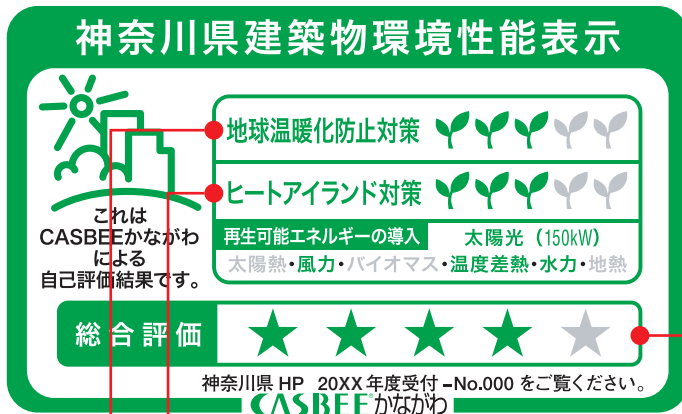 神奈川県建築物環境性能表示
地球温暖化防止対策
ヒートアイランド対策
再生可能エネルギーの導入 太陽光（150kW）
太陽熱・風力・バイオマス・温度差熱・水力・地熱
これは
CASBEEかながわ
による
自己評価結果です。
総合評価
神奈川県 HP 20XX 年度受付 −No.000 をご覧ください。
CASBEE®かながわ